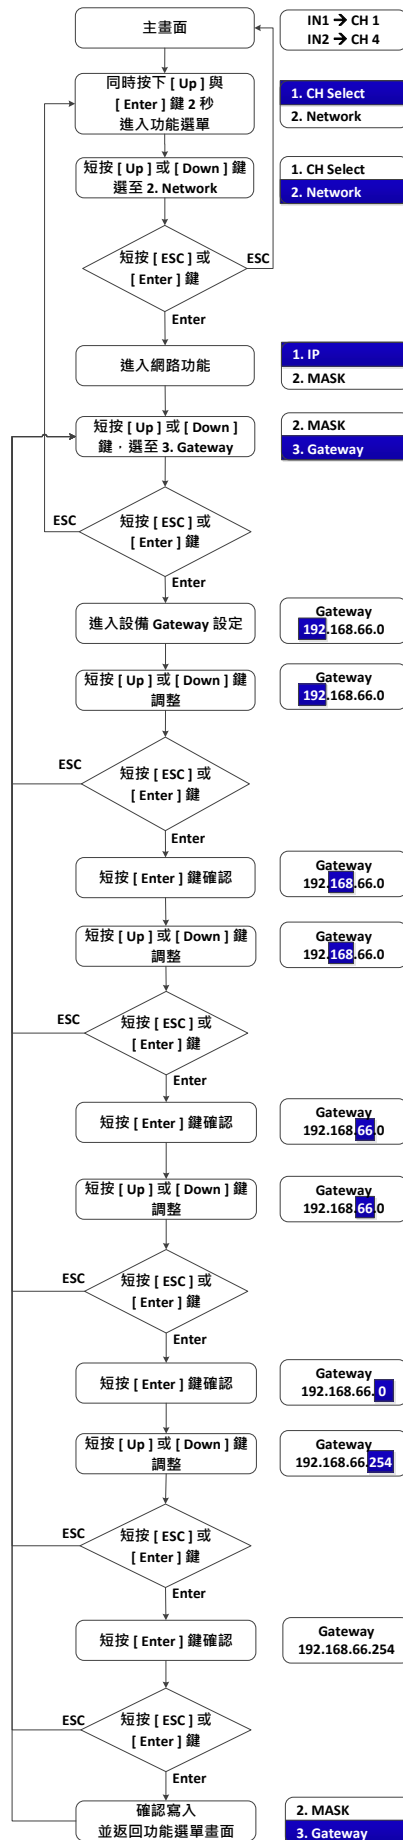 主畫面
IN1 → CH 1
IN2 → CH 4
同時按下 [ Up ] 與
[ Enter ] 鍵 2 秒
進入功能選單
1. CH Select
2. Network
短按 [ Up ] 或 [ Down ] 鍵
選至 2. Network
1. CH Select
2. Network
短按 [ ESC ] 或
[ Enter ] 鍵
ESC
Enter
進入網路功能
1. IP
2. MASK
短按 [ Up ] 或 [ Down ]
鍵，選至 3. Gateway
2. MASK
3. Gateway
ESC
短按 [ ESC ] 或
[ Enter ] 鍵
Enter
進入設備 Gateway 設定
Gateway
192.168.66.0
短按 [ Up ] 或 [ Down ] 鍵
調整
Gateway
192.168.66.0
ESC
短按 [ ESC ] 或
[ Enter ] 鍵
Enter
短按 [ Enter ] 鍵確認
Gateway
192.168.66.0
短按 [ Up ] 或 [ Down ] 鍵
調整
Gateway
192.168.66.0
ESC
短按 [ ESC ] 或
[ Enter ] 鍵
Enter
短按 [ Enter ] 鍵確認
Gateway
192.168.66.0
短按 [ Up ] 或 [ Down ] 鍵
調整
Gateway
192.168.66.0
ESC
短按 [ ESC ] 或
[ Enter ] 鍵
Enter
短按 [ Enter ] 鍵確認
Gateway
192.168.66.0
短按 [ Up ] 或 [ Down ] 鍵
調整
Gateway
192.168.66.254
ESC
短按 [ ESC ] 或
[ Enter ] 鍵
Enter
短按 [ Enter ] 鍵確認
Gateway
192.168.66.254
ESC
短按 [ ESC ] 或
[ Enter ] 鍵
Enter
確認寫入
並返回功能選單畫面
2. MASK
3. Gateway